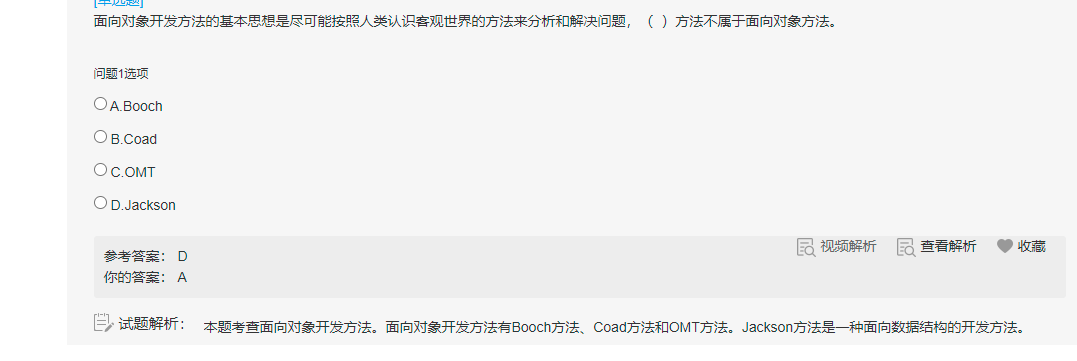 [单选题]
面向对象开发方法的基本思想是尽可能按照人类认识客观世界的方法来分析和解决问题，（ ）方法不属于面向对象方法。
问题1选项
A.Booch
B.Coad
C.OMT
D.Jackson
视频解析 查看解析 收藏
参考答案： D
你的答案： A
试题解析： 本题考查面向对象开发方法。面向对象开发方法有Booch方法、Coad方法和OMT方法。Jackson方法是一种面向数据结构的开发方法。